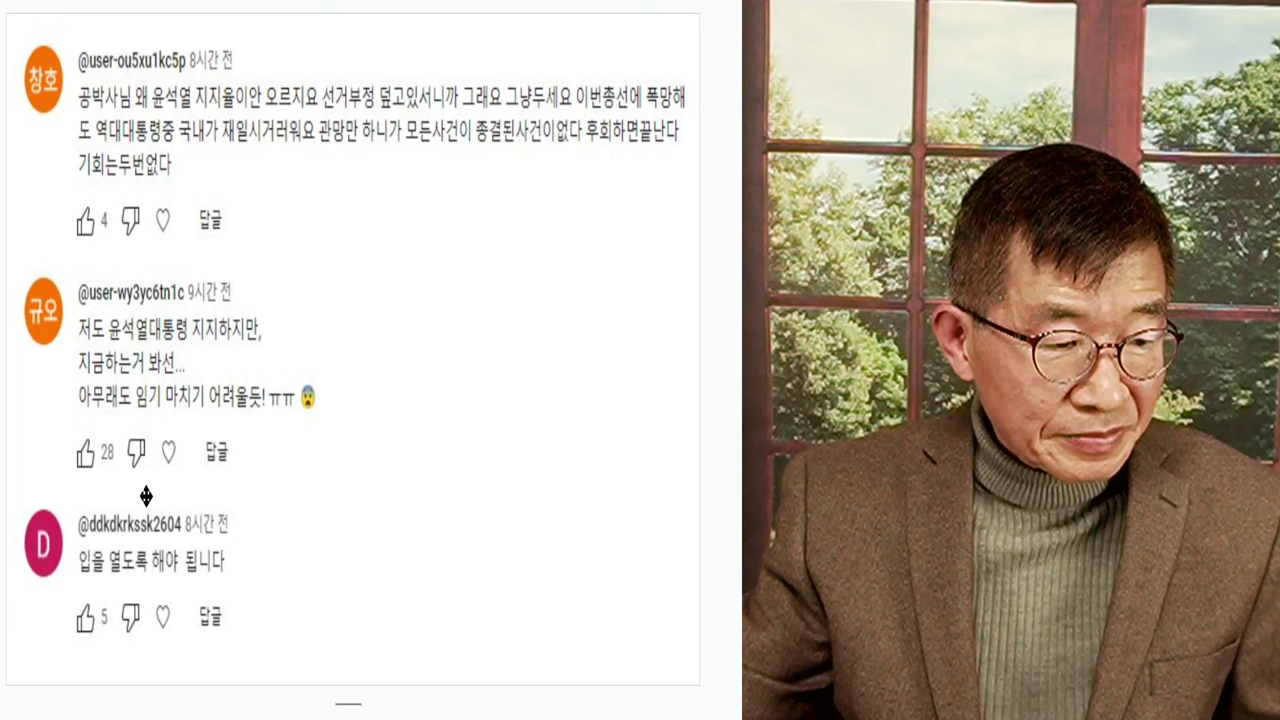 창호
@user-ou5xu1kc5p 8시간 전
공박사님 왜 윤석열 지지율이안 오르지요 선거부정 덮고있서니까 그래요 그냥두세요 이번총선에 폭망해
도 역대대통령중 국내가 재일시거러워요 관망만 하니가 모든사건이 종결된사건이없다 후회하면끝난다
기회는두번없다
4 답글
규오
@user-wy3yc6tn1c 9시간 전
저도 윤석열대통령 지지하지만,
지금하는거 봐선...
아무래도 임기 마치기 어려울듯! ㅠㅠ 😨
28 답글
D
@ddkdkrkssk2604 8시간 전
입을 열도록 해야 됩니다
5 답글